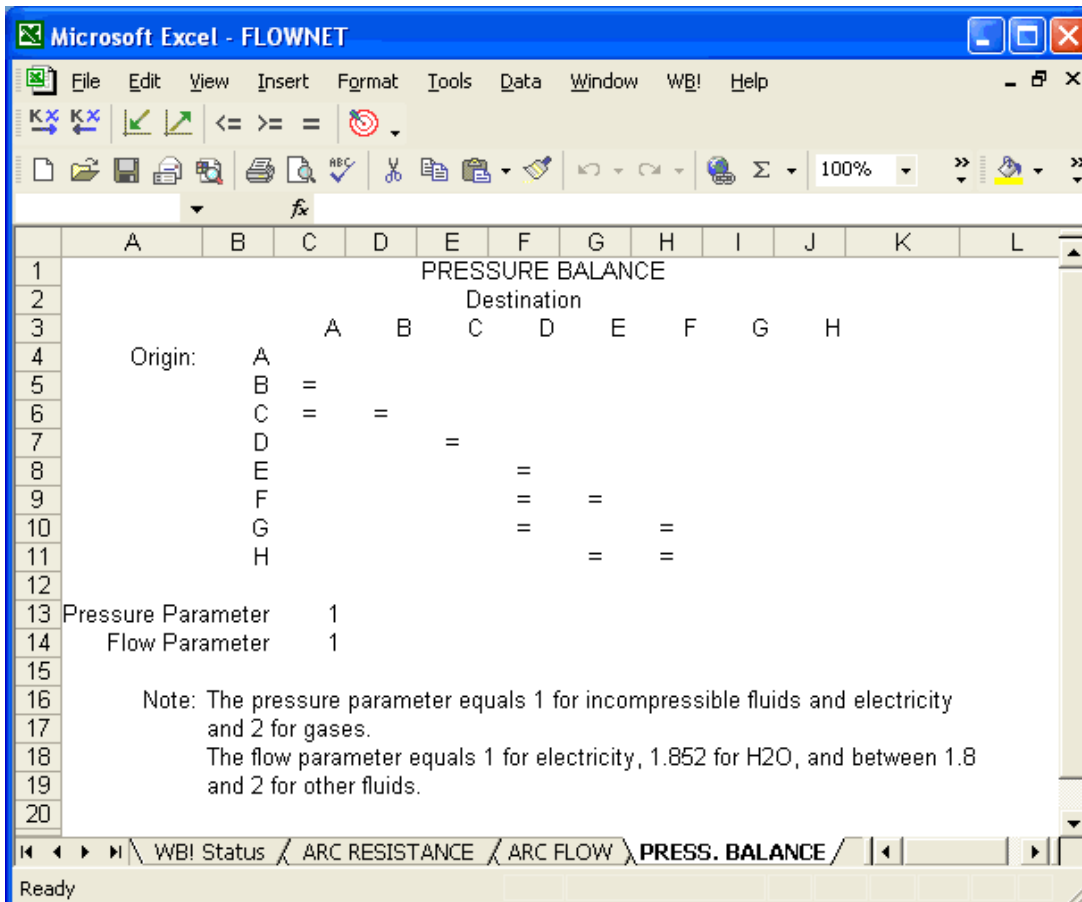 Microsoft Excel - FLOWNET
File Edit View Insert Format Tools Data Window WB! Help
<= >= =
ABC Σ 100%
fx
A B C D E F G H I J K L
1 PRESSURE BALANCE
2 Destination
3 A B C D E F G H
4 Origin: A
5 B =
6 C = =
7 D =
8 E =
9 F = =
10 G = =
11 H = =
12
13 Pressure Parameter 1
14 Flow Parameter 1
15
16 Note: The pressure parameter equals 1 for incompressible fluids and electricity
17 and 2 for gases.
18 The flow parameter equals 1 for electricity, 1.852 for H2O, and between 1.8
19 and 2 for other fluids.
20
WB! Status ARC RESISTANCE ARC FLOW PRESS. BALANCE
Ready